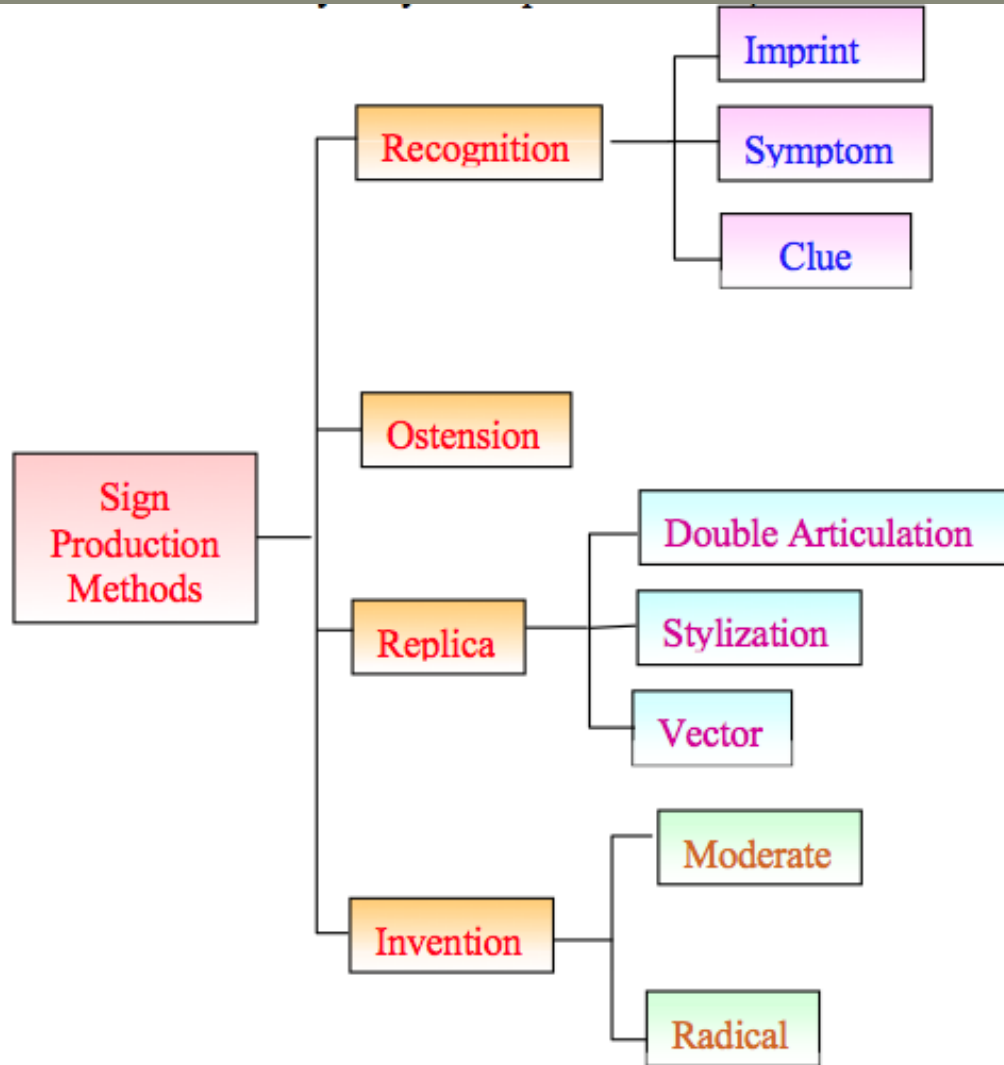 Recognition
Imprint
Symptom
Clue
Ostension
Sign
Production
Methods
Replica
Double Articulation
Stylization
Vector
Invention
Moderate
Radical